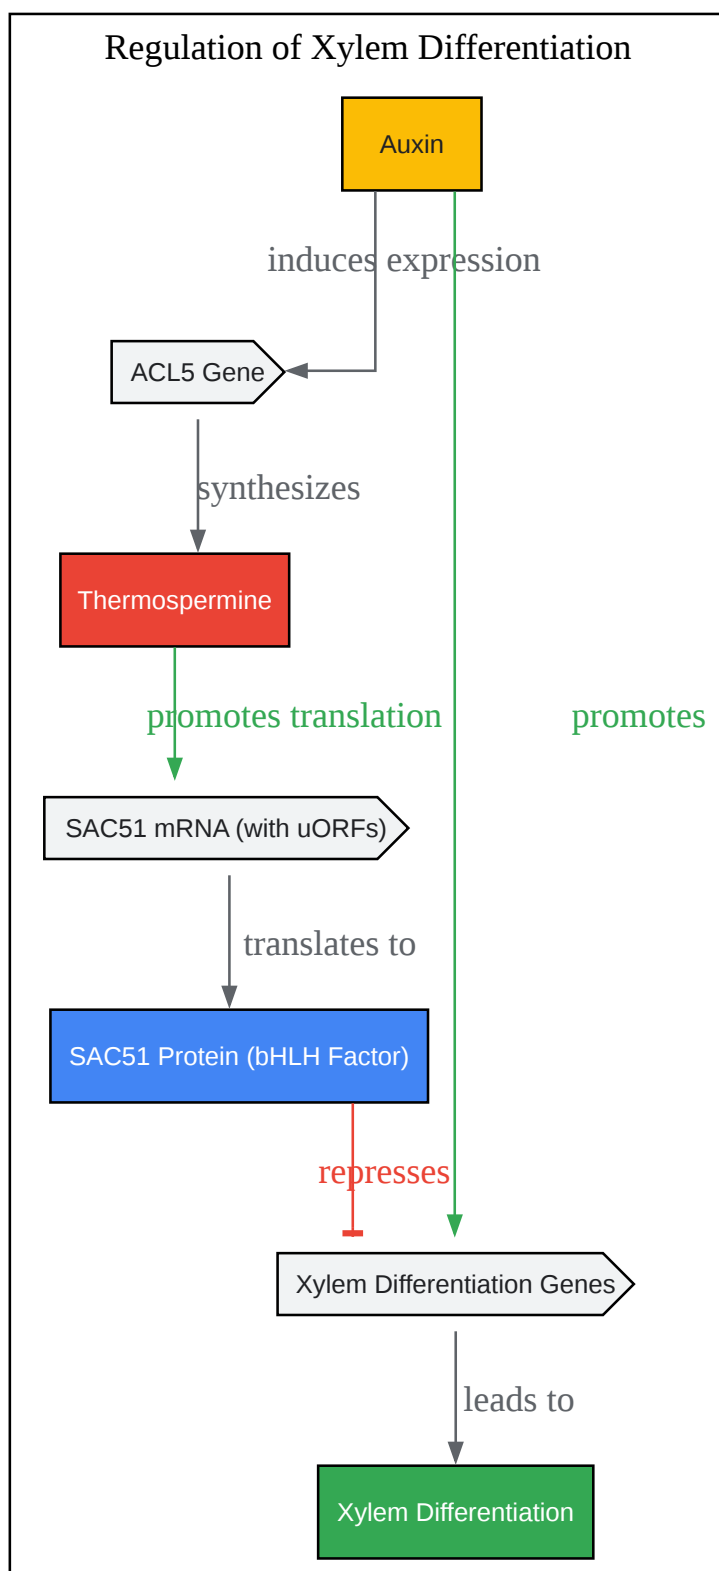 Regulation of Xylem Differentiation
Auxin
induces expression
ACL5 Gene
synthesizes
Thermospermine
promotes translation
promotes
SAC51 mRNA (with uORFs)
translates to
SAC51 Protein (bHLH Factor)
represses
Xylem Differentiation Genes
leads to
Xylem Differentiation